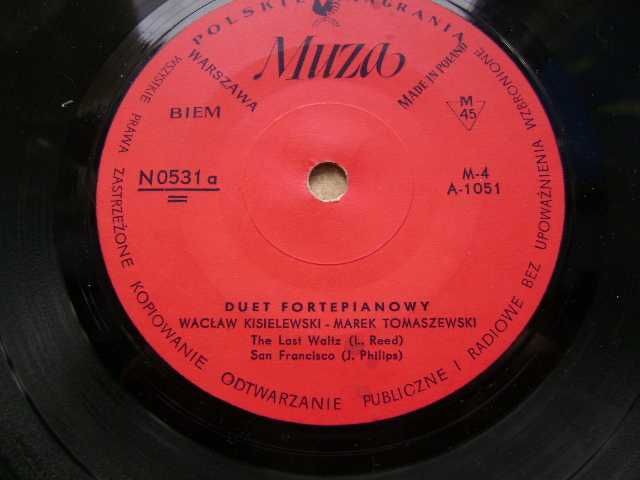 POLSKIE NAGRANIA
WARSZAWA
Muza
MADE IN POLAND
BIEM
M
45
N0531a
M-4
A-1051
DUET FORTEPIANOWY
WACŁAW KISIELEWSKI - MAREK TOMASZEWSKI
The Last Waltz (L. Reed)
San Francisco (J. Philips)
WSZYSTKIE PRAWA ZASTRZEŻONE KOPIOWANIE ODTWARZANIE PUBLICZNE I RADIOWE BEZ UPOWAŻNIENIA WZBRONIONE